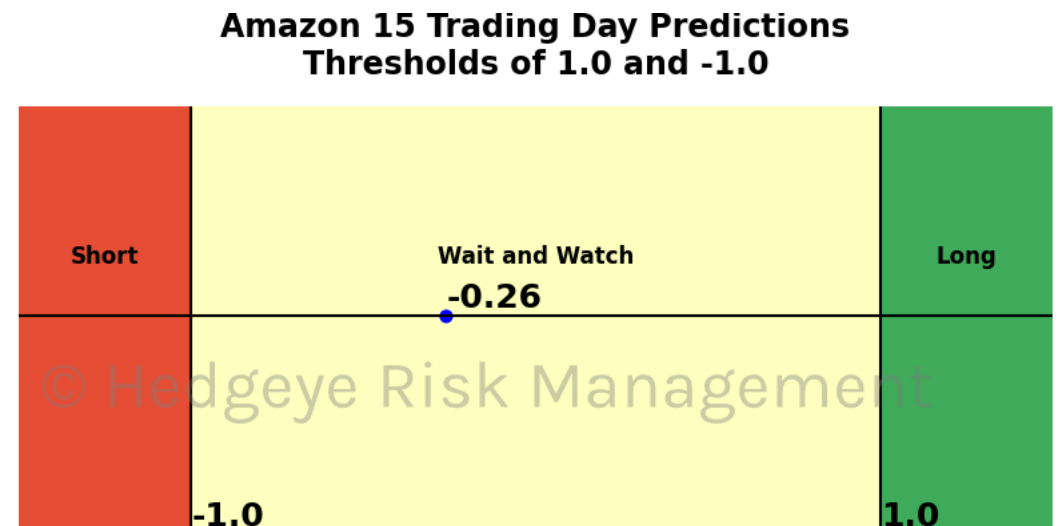 Amazon 15 Trading Day Predictions
Thresholds of 1.0 and -1.0
Short
Wait and Watch
Long
-0.26
© Hedgeye Risk Management
-1.0
1.0